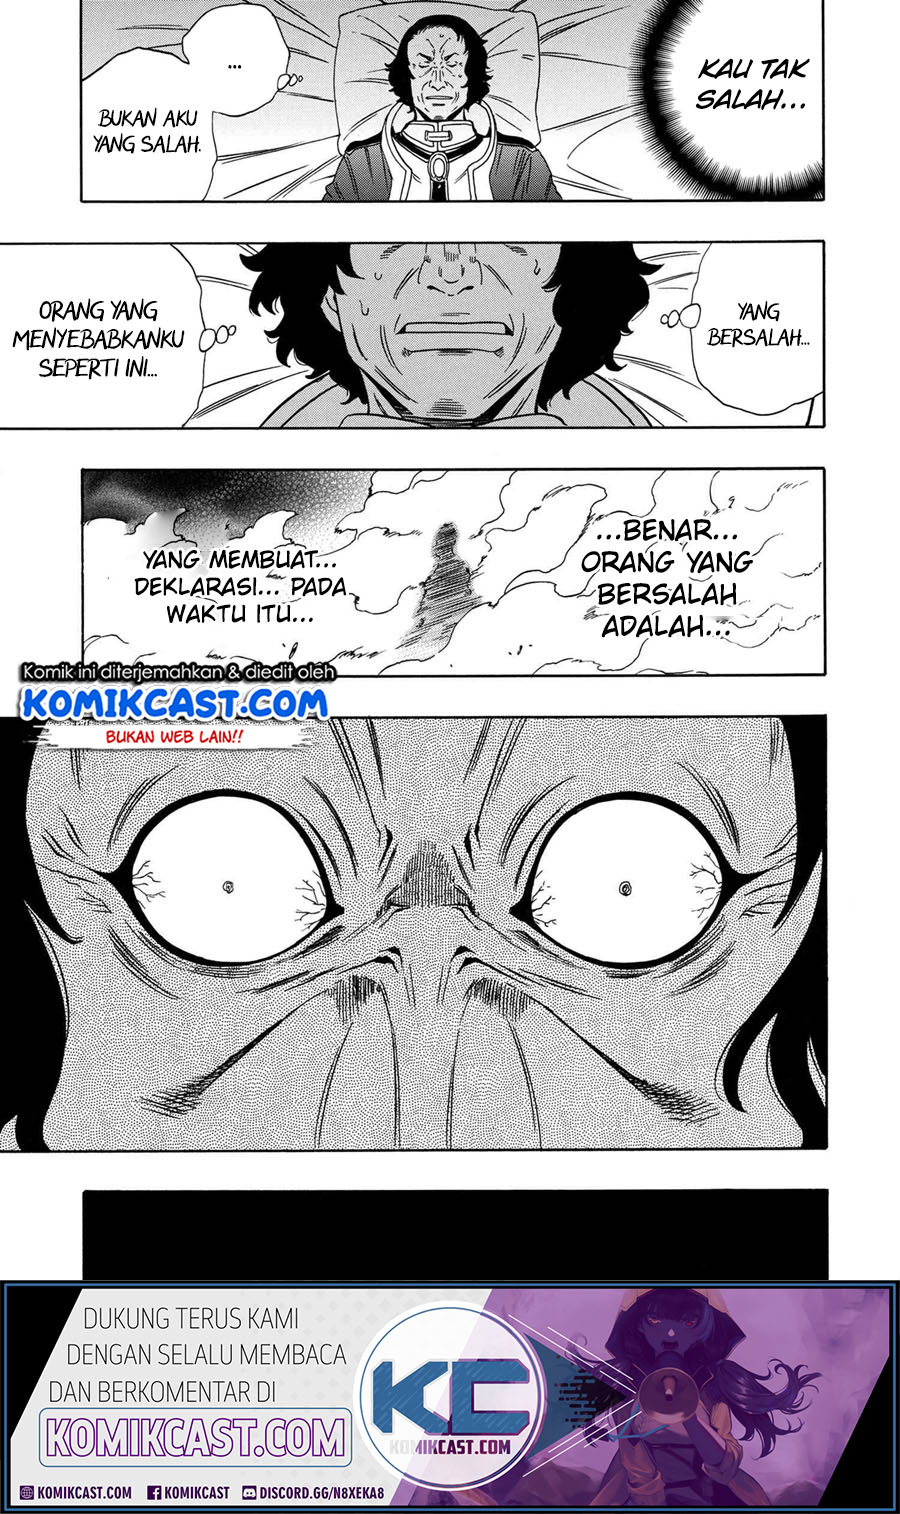 KAU TAK
SALAH...
...
BUKAN AKU
YANG SALAH.
YANG
BERSALAH...
ORANG YANG
MENYEBABKANKU
SEPERTI INI...
...BENAR...
ORANG YANG
BERSALAH
ADALAH...
YANG MEMBUAT...
DEKLARASI... PADA
WAKTU ITU...
Komik ini diterjemahkan & diedit oleh
KOMIKCAST.COM
BUKAN WEB LAIN!!
DUKUNG TERUS KAMI
DENGAN SELALU MEMBACA
DAN BERKOMENTAR DI
KOMIKCAST.COM
KC
KOMIKCAST.COM
KOMIKCAST.COM
KOMIKCAST
DISCORD.GG/N8XEKA8